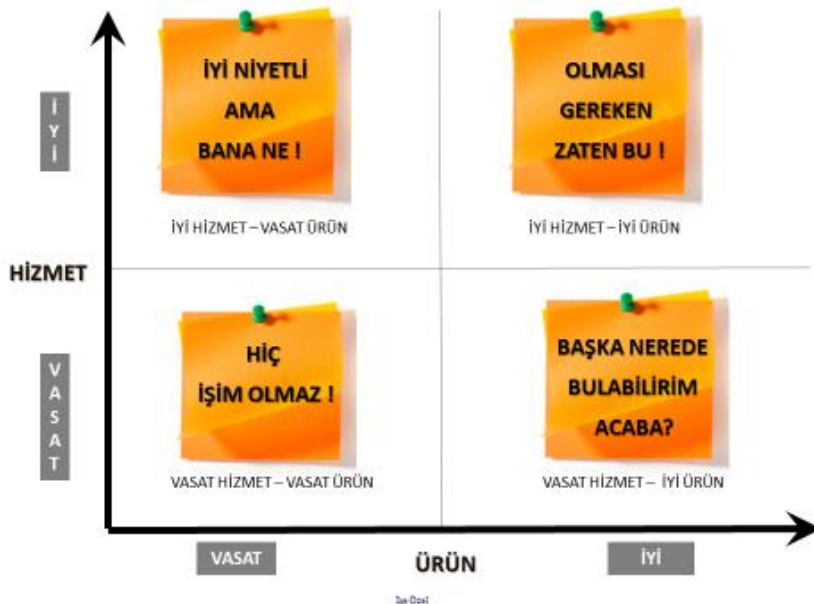 İYİ NİYETLİ
AMA
BANA NE !
OLMASI
GEREKEN
ZATEN BU !
İYİ
İYİ HİZMET – VASAT ÜRÜN
İYİ HİZMET – İYİ ÜRÜN
HİZMET
HİÇ
İŞİM OLMAZ !
BAŞKA NEREDE
BULABİLİRİM
ACABA?
VASAT
VASAT HİZMET – VASAT ÜRÜN
VASAT HİZMET – İYİ ÜRÜN
VASAT
ÜRÜN
İYİ